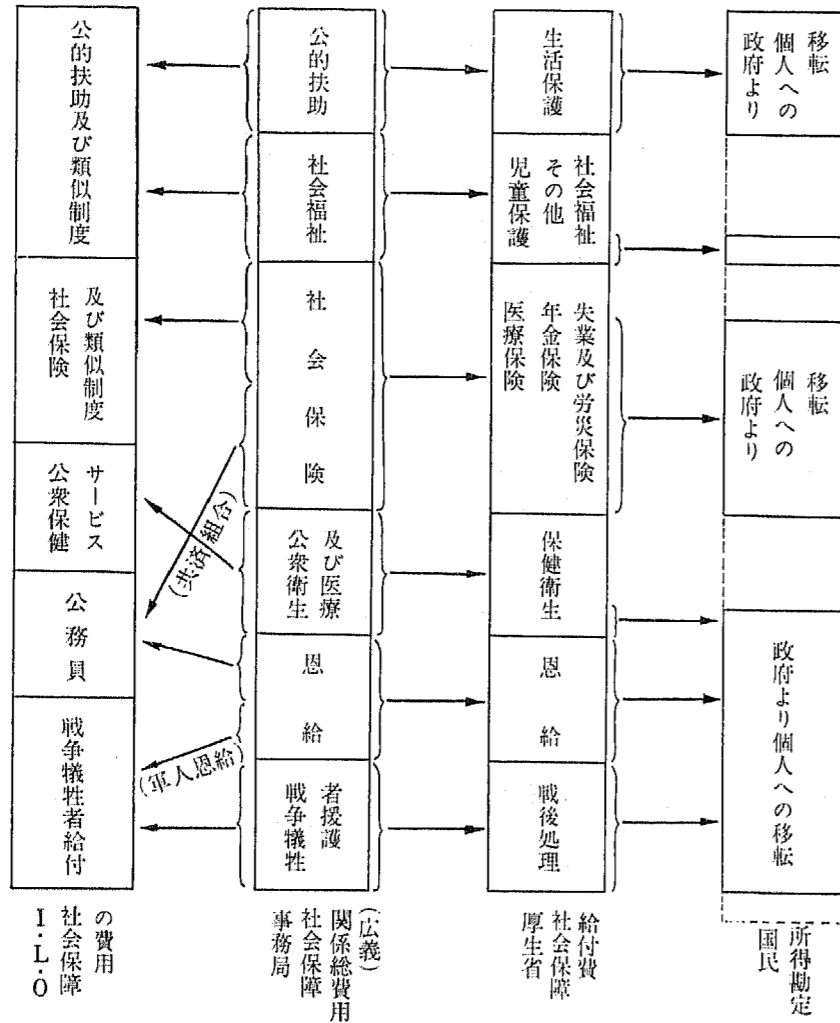 公的扶助及び類似制度
社会保険
及び類似制度
公衆保健
サービス
公務員
戦争犠牲者給付
I・L・O
社会保障
の費用
(共済組合)
(軍人恩給)
公的扶助
社会福祉
社会保険
公衆衛生
及び医療
恩給
戦争犠牲
者援護
事務局
社会保障
関係総費用
(広義)
生活保護
児童保護
その他
社会福祉
医療保険
年金保険
失業及び労災保険
保健衛生
恩給
戦後処理
厚生省
社会保障
給付費
政府より
個人への
移転
政府より
個人への
移転
政府より個人への移転
国民
所得勘定